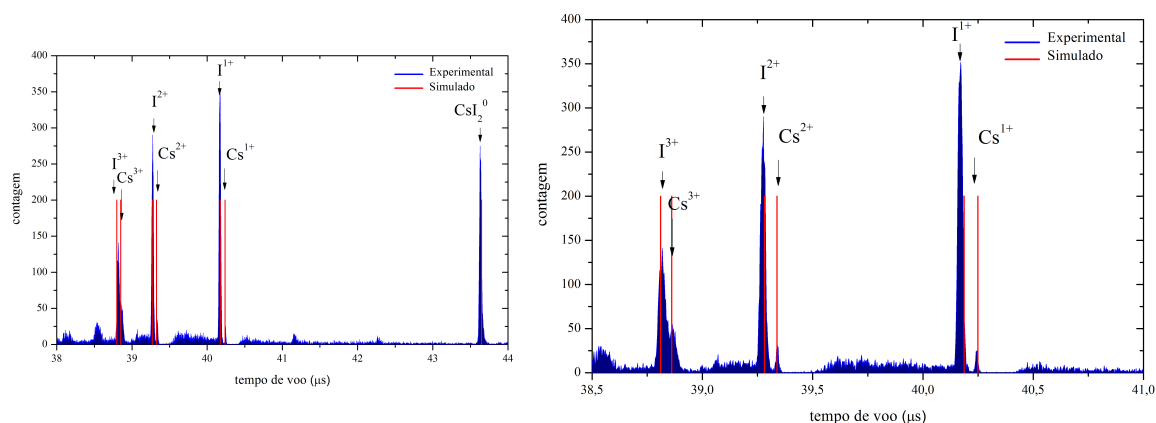 400
350
300
250
200
150
100
50
0
contagem
Experimental
Simulado
I³⁺
Cs³⁺
I²⁺
Cs²⁺
I¹⁺
Cs¹⁺
CsI₂⁰
38 39 40 41 42 43 44
tempo de voo (μs)
400
350
300
250
200
150
100
50
0
contagem
Experimental
Simulado
I³⁺
Cs³⁺
I²⁺
Cs²⁺
I¹⁺
Cs¹⁺
38,5 39,0 39,5 40,0 40,5 41,0
tempo de voo (μs)